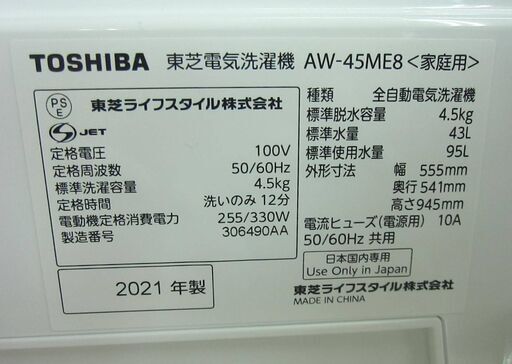 TOSHIBA 東芝電気洗濯機 AW-45ME8<家庭用>
PS
E
東芝ライフスタイル株式会社
JET
定格電圧 100V
定格周波数 50/60Hz
標準洗濯容量 4.5kg
定格時間 洗いのみ 12分
電動機定格消費電力 255/330W
製造番号 306490AA
2021 年製
種類 全自動電気洗濯機
標準脱水容量 4.5kg
標準水量 43L
標準使用水量 95L
外形寸法 幅 555mm
奥行 541mm
高さ945mm
電流ヒューズ(電源用) 10A
50/60Hz 共用
日本国内専用
Use Only in Japan
東芝ライフスタイル株式会社
MADE IN CHINA